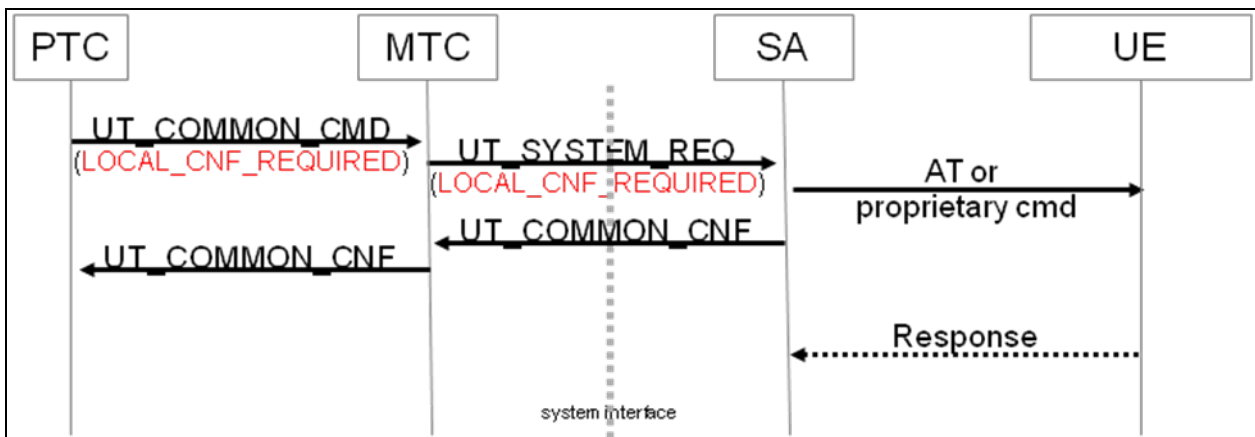 PTC
MTC
SA
UE
UT_COMMON_CMD
(LOCAL_CNF_REQUIRED)
UT_SYSTEM_REQ
(LOCAL_CNF_REQUIRED)
AT or
proprietary cmd
UT_COMMON_CNF
UT_COMMON_CNF
Response
system interface